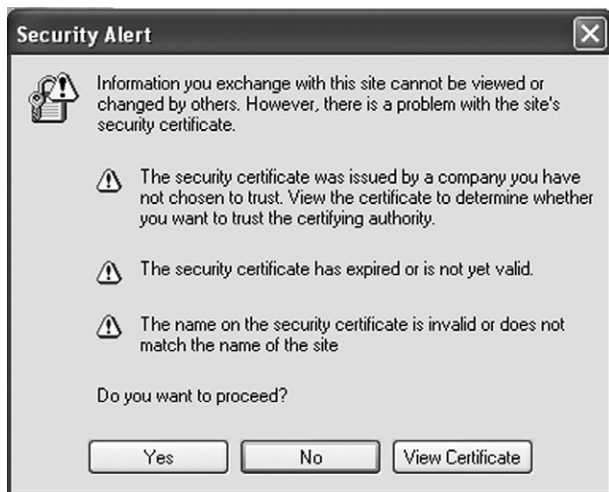 Security Alert
Information you exchange with this site cannot be viewed or
changed by others. However, there is a problem with the site's
security certificate.
The security certificate was issued by a company you have
not chosen to trust. View the certificate to determine whether
you want to trust the certifying authority.
The security certificate has expired or is not yet valid.
The name on the security certificate is invalid or does not
match the name of the site
Do you want to proceed?
Yes No View Certificate